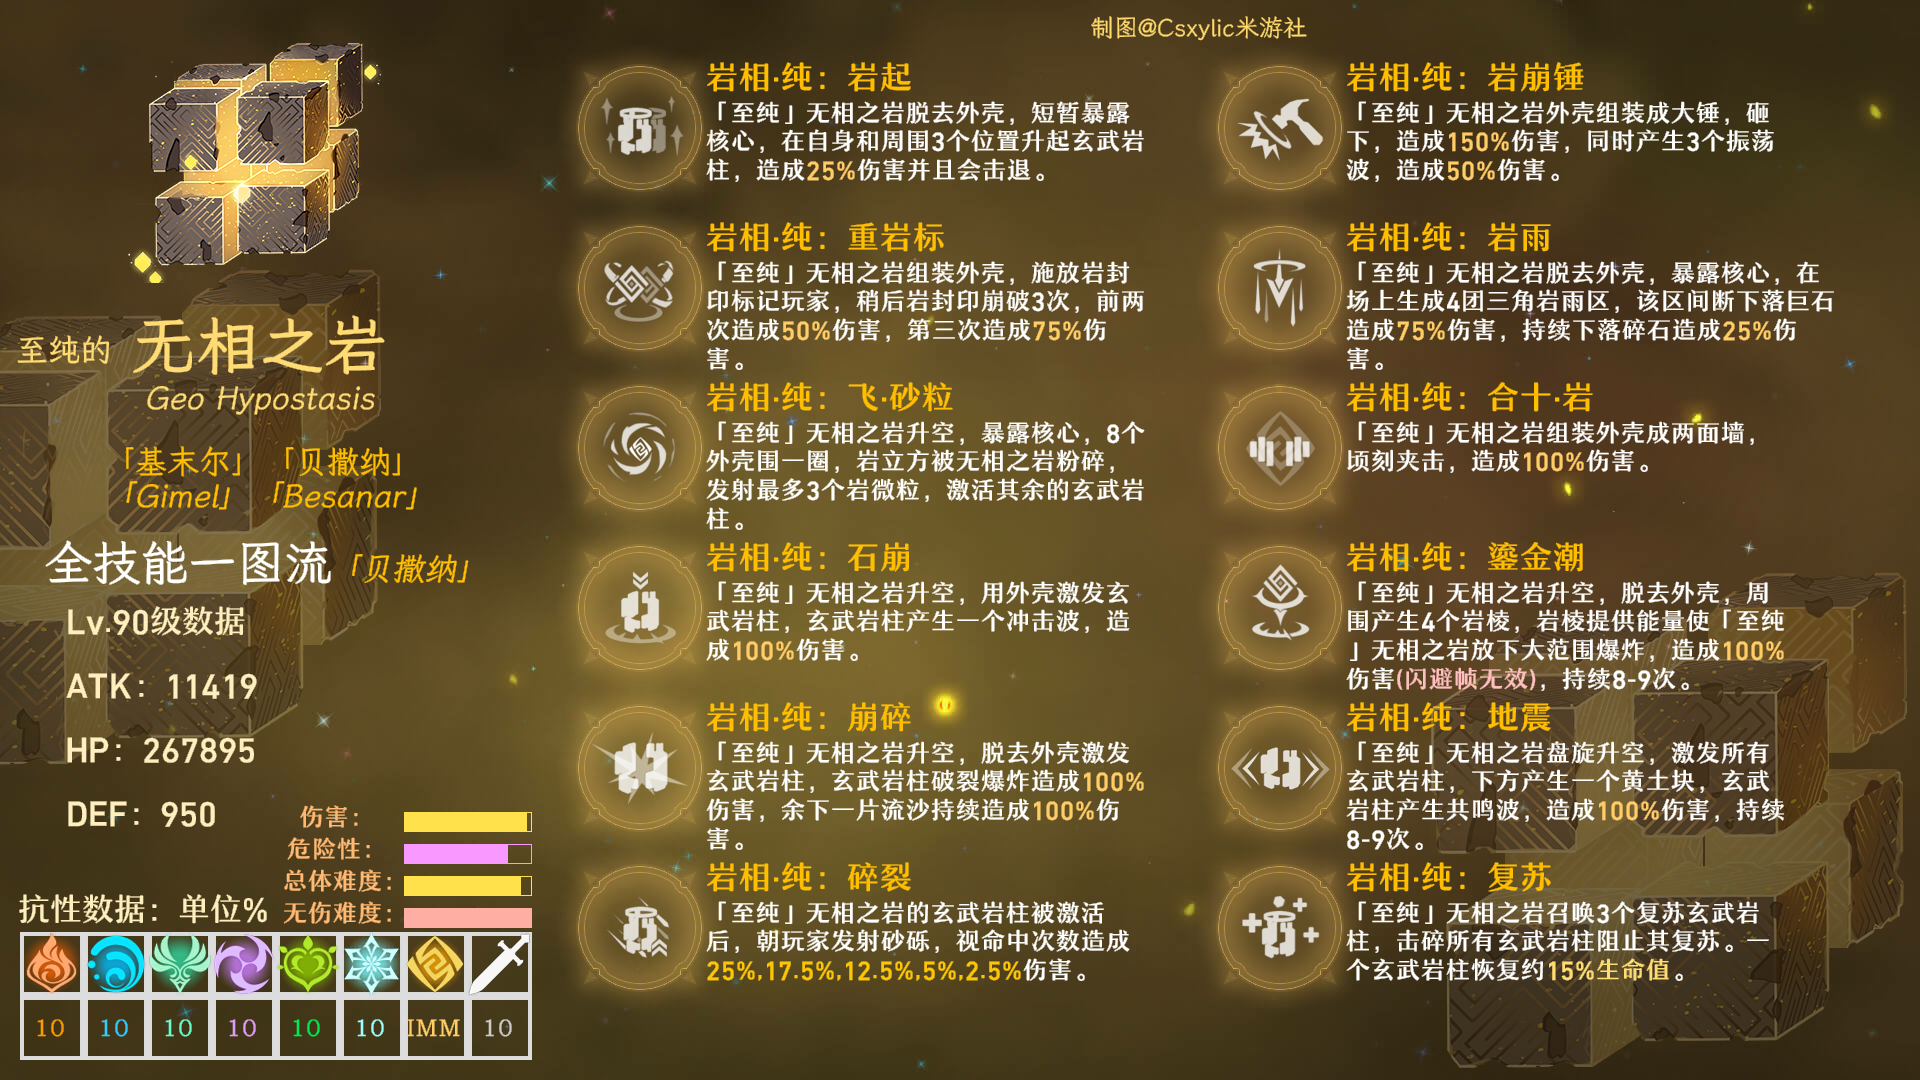 制图@Csxylic米游社
至纯的 无相之岩
Geo Hypostasis
「基末尔」「贝撒纳」
「Gimel」「Besanar」
全技能一图流「贝撒纳」
Lv.90级数据
ATK：11419
HP：267895
DEF：950
伤害：
危险性：
总体难度：
无伤难度：
抗性数据：单位%
10 10 10 10 10 10 IMM 10
岩相·纯：岩起
「至纯」无相之岩脱去外壳，短暂暴露
核心，在自身和周围3个位置升起玄武岩
柱，造成25%伤害并且会击退。
岩相·纯：重岩标
「至纯」无相之岩组装外壳，施放岩封
印标记玩家，稍后岩封印崩破3次，前两
次造成50%伤害，第三次造成75%伤
害。
岩相·纯：飞·砂粒
「至纯」无相之岩升空，暴露核心，8个
外壳围一圈，岩立方被无相之岩粉碎，
发射最多3个岩微粒，激活其余的玄武岩
柱。
岩相·纯：石崩
「至纯」无相之岩升空，用外壳激发玄
武岩柱，玄武岩柱产生一个冲击波，造
成100%伤害。
岩相·纯：崩碎
「至纯」无相之岩升空，脱去外壳激发
玄武岩柱，玄武岩柱破裂爆炸造成100%
伤害，余下一片流沙持续造成100%伤
害。
岩相·纯：碎裂
「至纯」无相之岩的玄武岩柱被激活
后，朝玩家发射砂砾，视命中次数造成
25%,17.5%,12.5%,5%,2.5%伤害。
岩相·纯：岩崩锤
「至纯」无相之岩外壳组装成大锤，砸
下，造成150%伤害，同时产生3个振荡
波，造成50%伤害。
岩相·纯：岩雨
「至纯」无相之岩脱去外壳，暴露核心，在
场上生成4团三角岩雨区，该区间断下落巨石
造成75%伤害，持续下落碎石造成25%伤
害。
岩相·纯：合十·岩
「至纯」无相之岩组装外壳成两面墙，
顷刻夹击，造成100%伤害。
岩相·纯：鎏金潮
「至纯」无相之岩升空，脱去外壳，周
围产生4个岩棱，岩棱提供能量使「至纯
」无相之岩放下大范围爆炸，造成100%
伤害(闪避帧无效)，持续8-9次。
岩相·纯：地震
「至纯」无相之岩盘旋升空，激发所有
玄武岩柱，下方产生一个黄土块，玄武
岩柱产生共鸣波，造成100%伤害，持续
8-9次。
岩相·纯：复苏
「至纯」无相之岩召唤3个复苏玄武岩
柱，击碎所有玄武岩柱阻止其复苏。一
个玄武岩柱恢复约15%生命值。